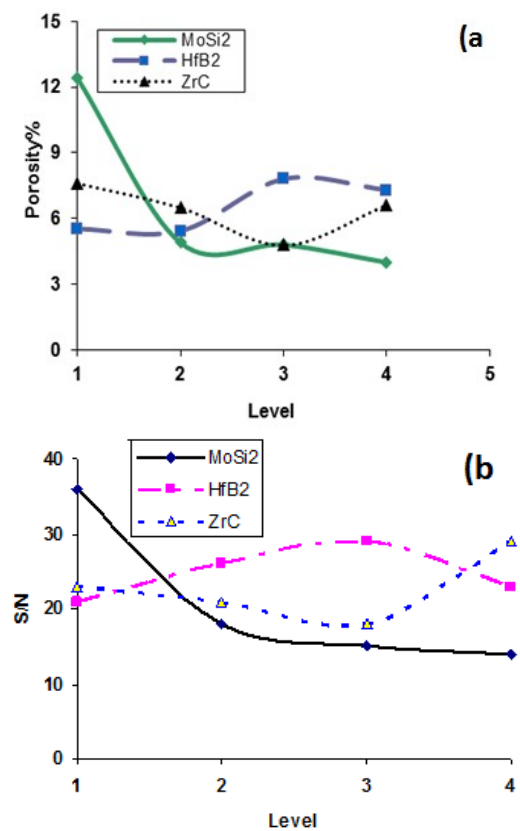 (a
MoSi2
HfB2
ZrC
15
12
9
6
3
0
Porosity%
1 2 3 4 5
Level
(b)
MoSi2
HfB2
ZrC
40
30
20
10
0
S/N
1 2 3 4
Level